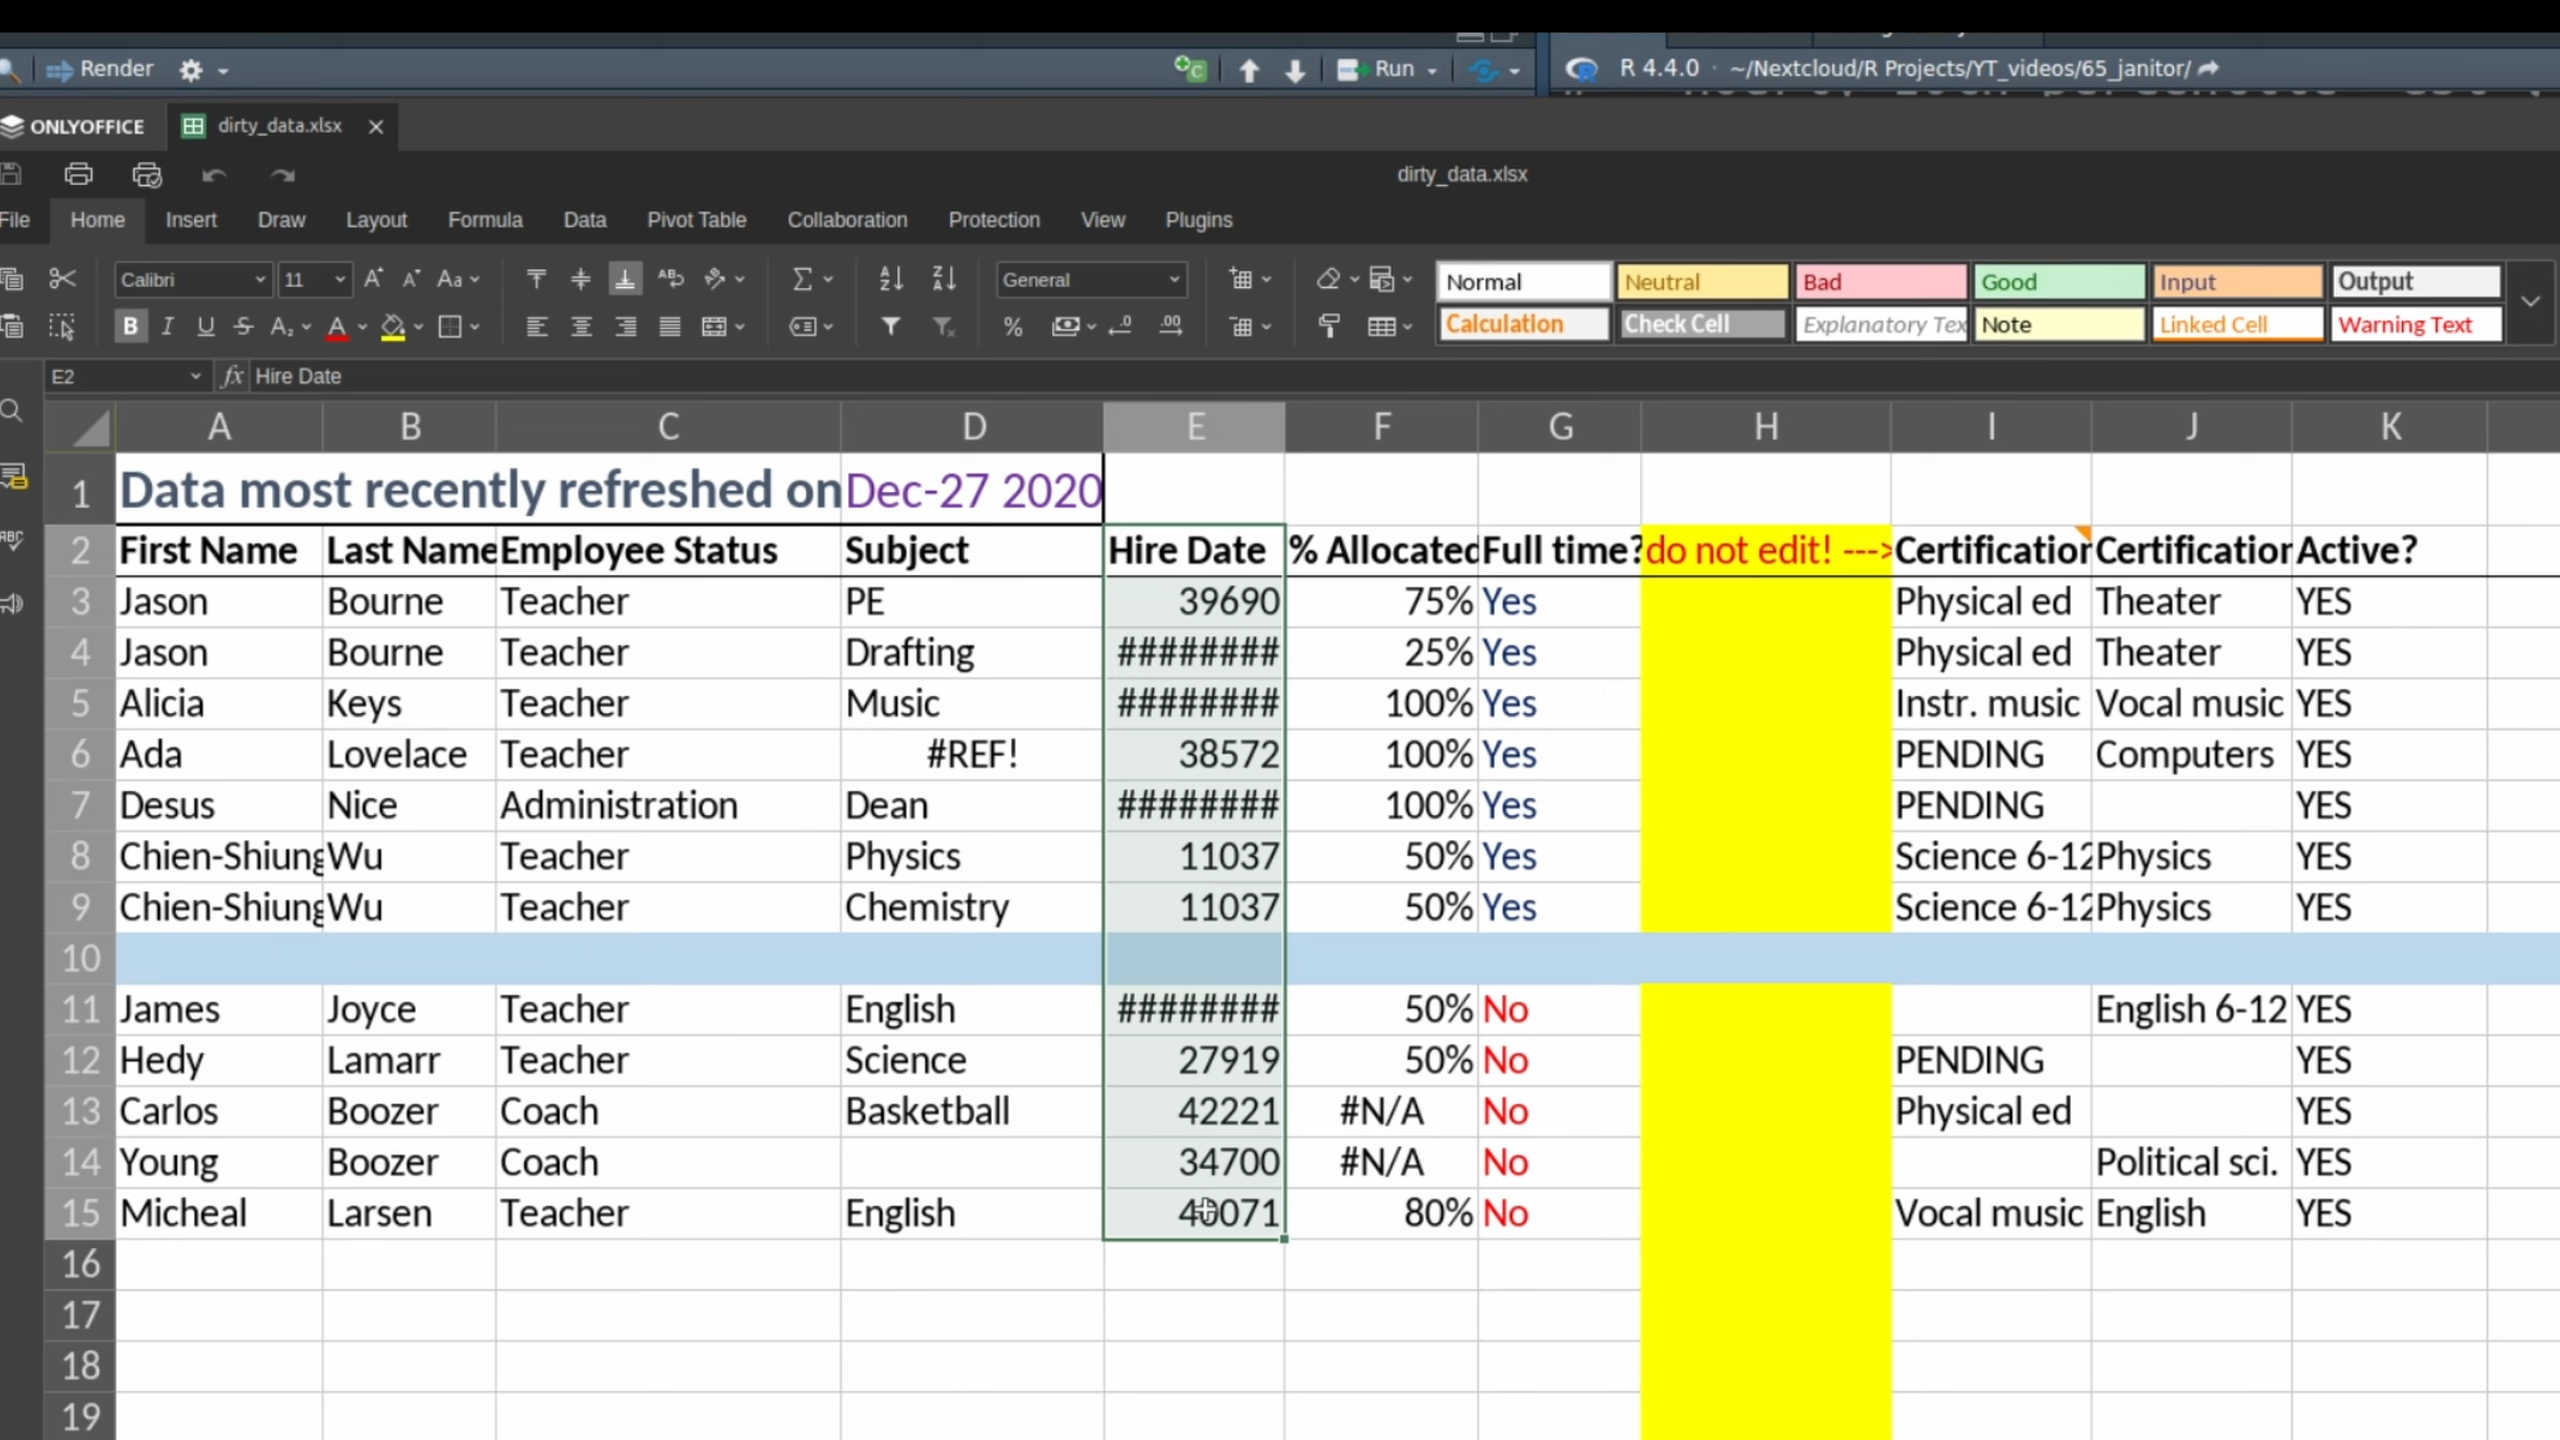 Render
Run
R 4.4.0 · ~/Nextcloud/R Projects/YT_videos/65_janitor/
ONLYOFFICE dirty_data.xlsx
dirty_data.xlsx
File Home Insert Draw Layout Formula Data Pivot Table Collaboration Protection View Plugins
Calibri 11 General Normal Neutral Bad Good Input Output
Calculation Check Cell Explanatory Tex Note Linked Cell Warning Text
E2 fx Hire Date
A B C D E F G H I J K
1 Data most recently refreshed on Dec-27 2020
2 First Name Last Name Employee Status Subject Hire Date % Allocated Full time? do not edit! ---> Certification Certification Active?
3 Jason Bourne Teacher PE 39690 75% Yes Physical ed Theater YES
4 Jason Bourne Teacher Drafting ######## 25% Yes Physical ed Theater YES
5 Alicia Keys Teacher Music ######## 100% Yes Instr. music Vocal music YES
6 Ada Lovelace Teacher #REF! 38572 100% Yes PENDING Computers YES
7 Desus Nice Administration Dean ######## 100% Yes PENDING YES
8 Chien-Shiung Wu Teacher Physics 11037 50% Yes Science 6-12 Physics YES
9 Chien-Shiung Wu Teacher Chemistry 11037 50% Yes Science 6-12 Physics YES
10
11 James Joyce Teacher English ######## 50% No English 6-12 YES
12 Hedy Lamarr Teacher Science 27919 50% No PENDING YES
13 Carlos Boozer Coach Basketball 42221 #N/A No Physical ed YES
14 Young Boozer Coach 34700 #N/A No Political sci. YES
15 Micheal Larsen Teacher English 40071 80% No Vocal music English YES
16
17
18
19